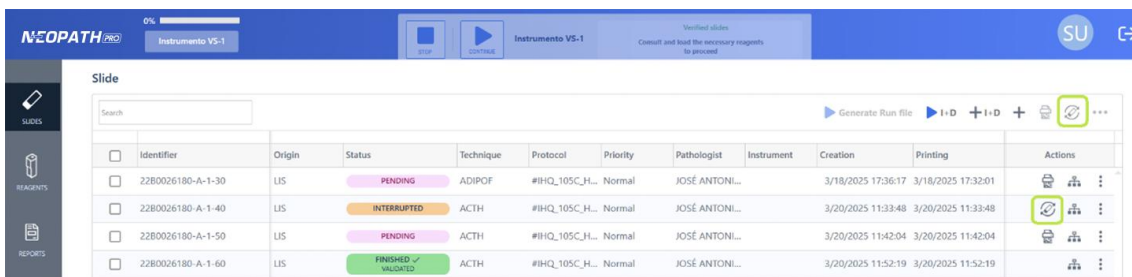 NEOPATH PRO
0%
Instrumento VS-1
STOP
CONTINUE
Instrumento VS-1
Verified slides
Consult and load the necessary reagents
to proceed
SU
SLIDES
REAGENTS
REPORTS
Slide
Search
Generate Run file I+D I+D
Identifier Origin Status Technique Protocol Priority Pathologist Instrument Creation Printing Actions
22B0026180-A-1-30 LIS PENDING ADIPOF #IHQ_105C_H... Normal JOSÉ ANTONI... 3/18/2025 17:36:17 3/18/2025 17:32:01
22B0026180-A-1-40 LIS INTERRUPTED ACTH #IHQ_105C_H... Normal JOSÉ ANTONI... 3/20/2025 11:33:48 3/20/2025 11:33:48
22B0026180-A-1-50 LIS PENDING ACTH #IHQ_105C_H... Normal JOSÉ ANTONI... 3/20/2025 11:42:04 3/20/2025 11:42:04
22B0026180-A-1-60 LIS FINISHED VALIDATED ACTH #IHQ_105C_H... Normal JOSÉ ANTONI... 3/20/2025 11:52:19 3/20/2025 11:52:19